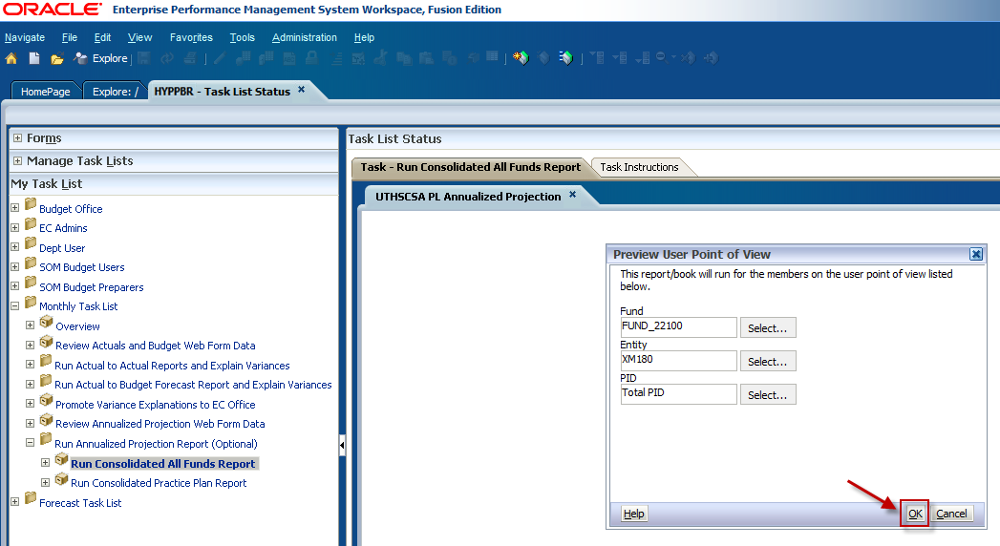 ORACLE® Enterprise Performance Management System Workspace, Fusion Edition
Navigate File Edit View Favorites Tools Administration Help
Explore
HomePage Explore: / HYPPBR - Task List Status
Forms
Manage Task Lists
My Task List
Budget Office
EC Admins
Dept User
SOM Budget Users
SOM Budget Preparers
Monthly Task List
Overview
Review Actuals and Budget Web Form Data
Run Actual to Actual Reports and Explain Variances
Run Actual to Budget Forecast Report and Explain Variances
Promote Variance Explanations to EC Office
Review Annualized Projection Web Form Data
Run Annualized Projection Report (Optional)
Run Consolidated All Funds Report
Run Consolidated Practice Plan Report
Forecast Task List
Task List Status
Task - Run Consolidated All Funds Report Task Instructions
UTHSCSA PL Annualized Projection
Preview User Point of View
This report/book will run for the members on the user point of view listed
below.
Fund
FUND_22100 Select...
Entity
XM180 Select...
PID
Total PID Select...
Help OK Cancel